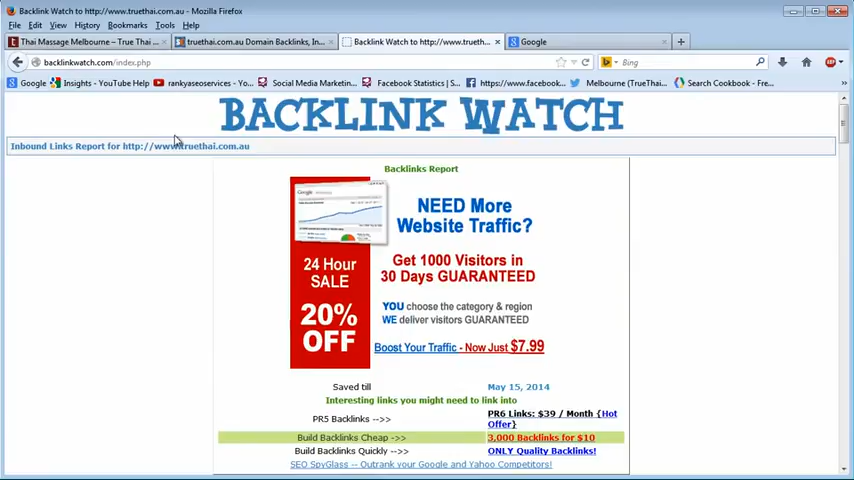 Backlink Watch to http://www.truethai.com.au - Mozilla Firefox
File Edit View History Bookmarks Tools Help
Thai Massage Melbourne – True Thai ...
truethai.com.au Domain Backlinks, In...
Backlink Watch to http://www.trueth...
Google
backlinkwatch.com/index.php
Bing
Google
Insights - YouTube Help
rankyaseoservices - Yo...
Social Media Marketin...
Facebook Statistics | S...
https://www.facebook...
Melbourne (TrueThai...
Search Cookbook - Fre...
BACKLINK WATCH
Inbound Links Report for http://www.truethai.com.au
Backlinks Report
Google
NEED More
Website Traffic?
24 Hour
SALE
20%
OFF
Get 1000 Visitors in
30 Days GUARANTEED
YOU choose the category & region
WE deliver visitors GUARANTEED
Boost Your Traffic - Now Just $7.99
Saved till May 15, 2014
Interesting links you might need to link into
PR5 Backlinks -->> PR6 Links: $39 / Month {Hot
Offer}
Build Backlinks Cheap ->> 3,000 Backlinks for $10
Build Backlinks Quickly -->> ONLY Quality Backlinks!
SEO SpyGlass -- Outrank your Google and Yahoo Competitors!